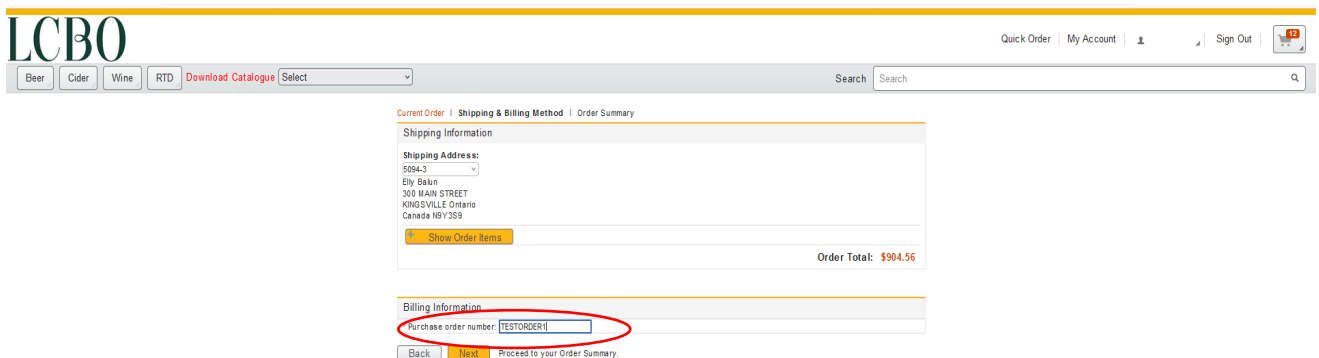 LCBO
Quick Order My Account Sign Out 12
Beer Cider Wine RTD Download Catalogue Select Search Search
Current Order | Shipping & Billing Method | Order Summary
Shipping Information
Shipping Address:
5094-3
Elly Balun
300 MAIN STREET
KINGSVILLE Ontario
Canada N9Y3S9
+ Show Order Items
Order Total: $904.56
Billing Information
Purchase order number: TESTORDER1
Back Next Proceed to your Order Summary.